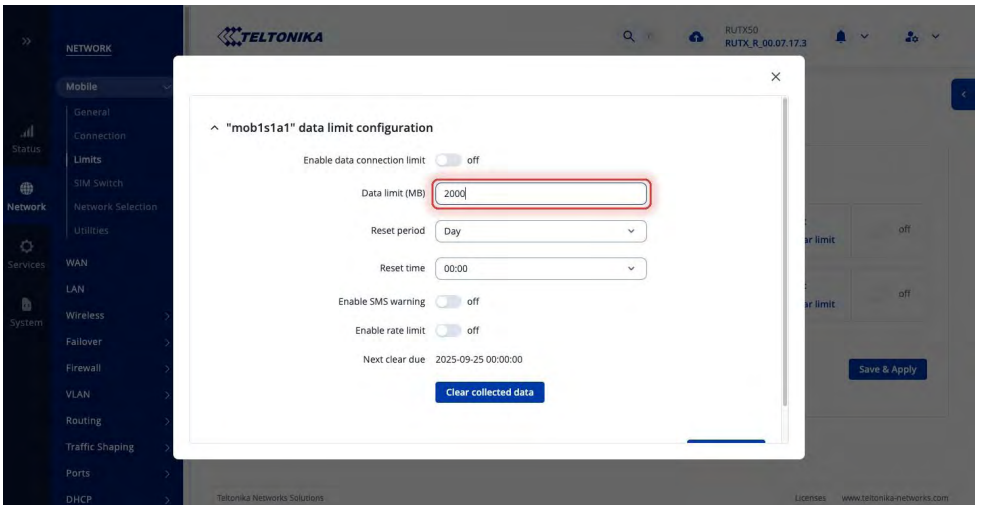 TELTONIKA
RUTX50
RUTX_R_00.07.17.3
NETWORK
Mobile
General
Connection
Limits
SIM Switch
Network Selection
Utilities
WAN
LAN
Wireless
Failover
Firewall
VLAN
Routing
Traffic Shaping
Ports
DHCP
Status
Network
Services
System
"mob1s1a1" data limit configuration
Enable data connection limit off
Data limit (MB) 2000
Reset period Day
Reset time 00:00
Enable SMS warning off
Enable rate limit off
Next clear due 2025-09-25 00:00:00
Clear collected data
ar limit
off
ar limit
off
Save & Apply
Teltonika Networks Solutions
Licenses www.teltonika-networks.com